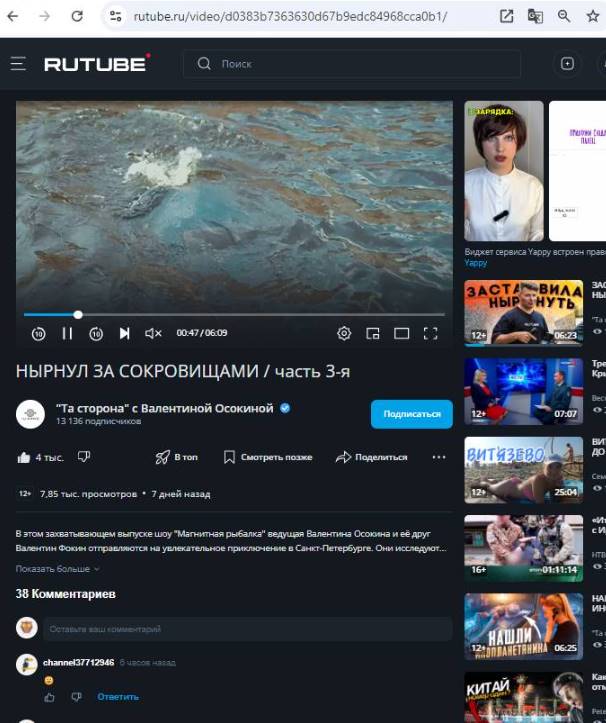 rutube.ru/video/d0383b7363630d67b9edc84968cca0b1/
RUTUBE
Поиск
ЗАРЯДКА:
Виджет сервиса Yappy встроен
Yappy
ЗАСТАВИЛА
НЫРНУТЬ
12+
06:23
10
10
00:47 / 06:09
НЫРНУЛ ЗА СОКРОВИЩАМИ / часть 3-я
"Та сторона" с Валентиной Осокиной
13 136 подписчиков
Подписаться
12+
07:07
4 тыс.
В топ
Смотреть позже
Поделиться
ВИТЯЗЕВО
12+
25:04
12+
7,85 тыс. просмотров • 7 дней назад
В этом захватывающем выпуске шоу "Магнитная рыбалка" ведущая Валентина Осокина и её друг
Валентин Фокин отправляются на увлекательное приключение в Санкт-Петербурге. Они исследуют...
Показать больше
16+
01:11:14
38 Комментариев
Оставьте ваш комментарий
НАШЛИ
ИНОПЛАНЕТЯНИНА
12+
06:25
channel37712946 6 часов назад
Ответить
КИТАЙ